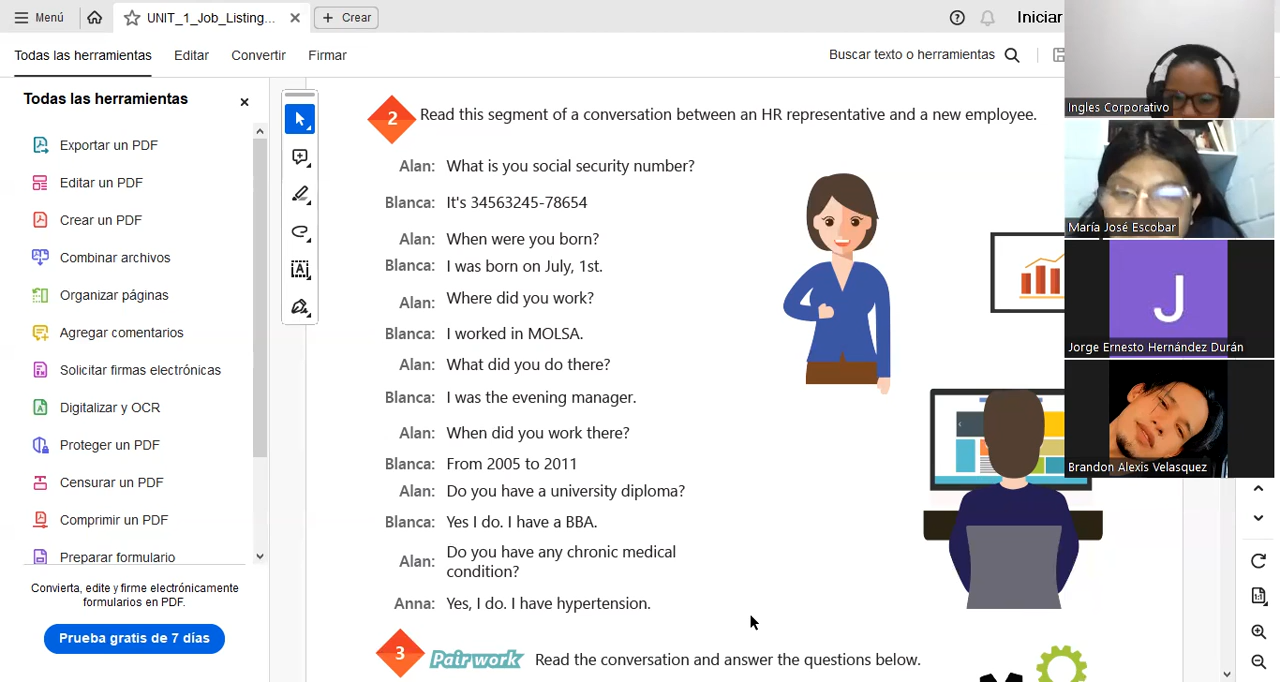 Menú
UNIT_1_Job_Listing...
Crear
Iniciar
Todas las herramientas
Editar
Convertir
Firmar
Buscar texto o herramientas
Todas las herramientas
Exportar un PDF
Editar un PDF
Crear un PDF
Combinar archivos
Organizar páginas
Agregar comentarios
Solicitar firmas electrónicas
Digitalizar y OCR
Proteger un PDF
Censurar un PDF
Comprimir un PDF
Preparar formulario
Convierta, edite y firme electrónicamente
formularios en PDF.
Prueba gratis de 7 días
2 Read this segment of a conversation between an HR representative and a new employee.
Alan: What is you social security number?
Blanca: It's 34563245-78654
Alan: When were you born?
Blanca: I was born on July, 1st.
Alan: Where did you work?
Blanca: I worked in MOLSA.
Alan: What did you do there?
Blanca: I was the evening manager.
Alan: When did you work there?
Blanca: From 2005 to 2011
Alan: Do you have a university diploma?
Blanca: Yes I do. I have a BBA.
Alan: Do you have any chronic medical
condition?
Anna: Yes, I do. I have hypertension.
3 Pair work Read the conversation and answer the questions below.
Ingles Corporativo
María José Escobar
J
Jorge Ernesto Hernández Durán
Brandon Alexis Velasquez
1:1